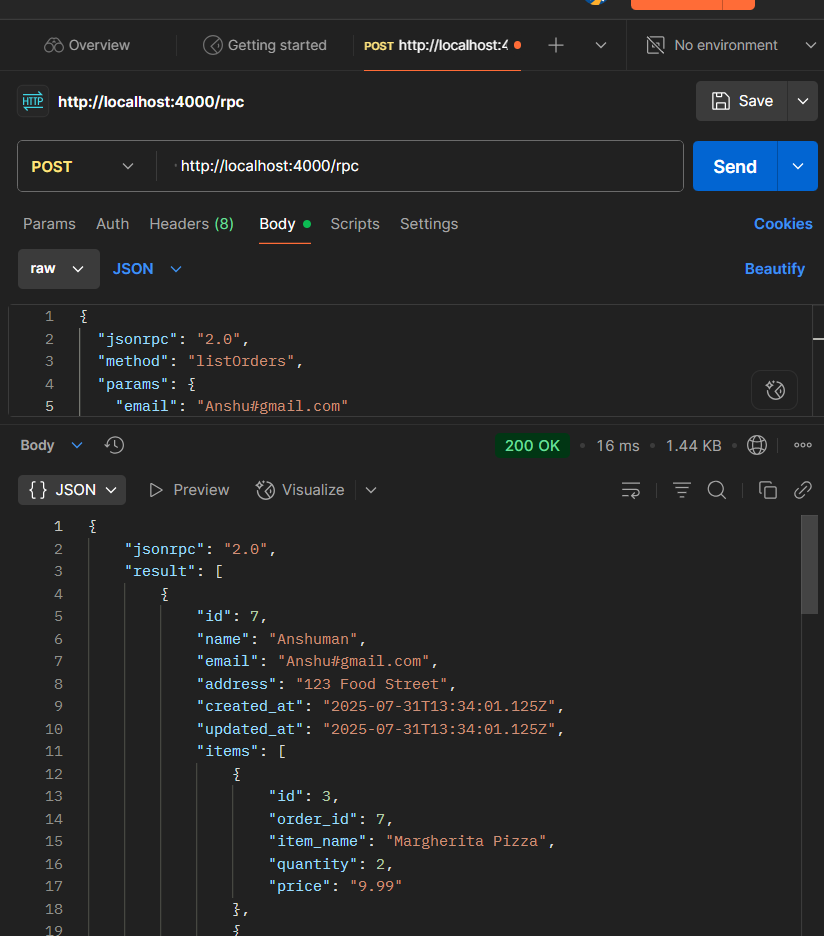 Overview Getting started POST http://localhost:4 No environment
HTTP http://localhost:4000/rpc Save
POST http://localhost:4000/rpc Send
Params Auth Headers (8) Body Scripts Settings Cookies
raw JSON Beautify
1 {
2 "jsonrpc": "2.0",
3 "method": "listOrders",
4 "params": {
5 "email": "Anshu#gmail.com"
Body 200 OK 16 ms 1.44 KB
{} JSON Preview Visualize
1 {
2 "jsonrpc": "2.0",
3 "result": [
4 {
5 "id": 7,
6 "name": "Anshuman",
7 "email": "Anshu#gmail.com",
8 "address": "123 Food Street",
9 "created_at": "2025-07-31T13:34:01.125Z",
10 "updated_at": "2025-07-31T13:34:01.125Z",
11 "items": [
12 {
13 "id": 3,
14 "order_id": 7,
15 "item_name": "Margherita Pizza",
16 "quantity": 2,
17 "price": "9.99"
18 },
19 {